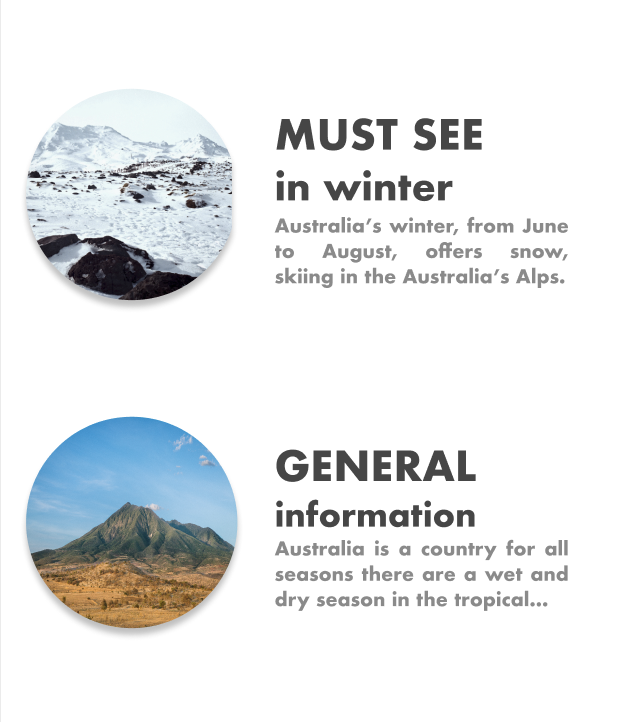 MUST SEE
in winter
Australia’s winter, from June
to August, offers snow,
skiing in the Australia’s Alps.
GENERAL
information
Australia is a country for all
seasons there are a wet and
dry season in the tropical...